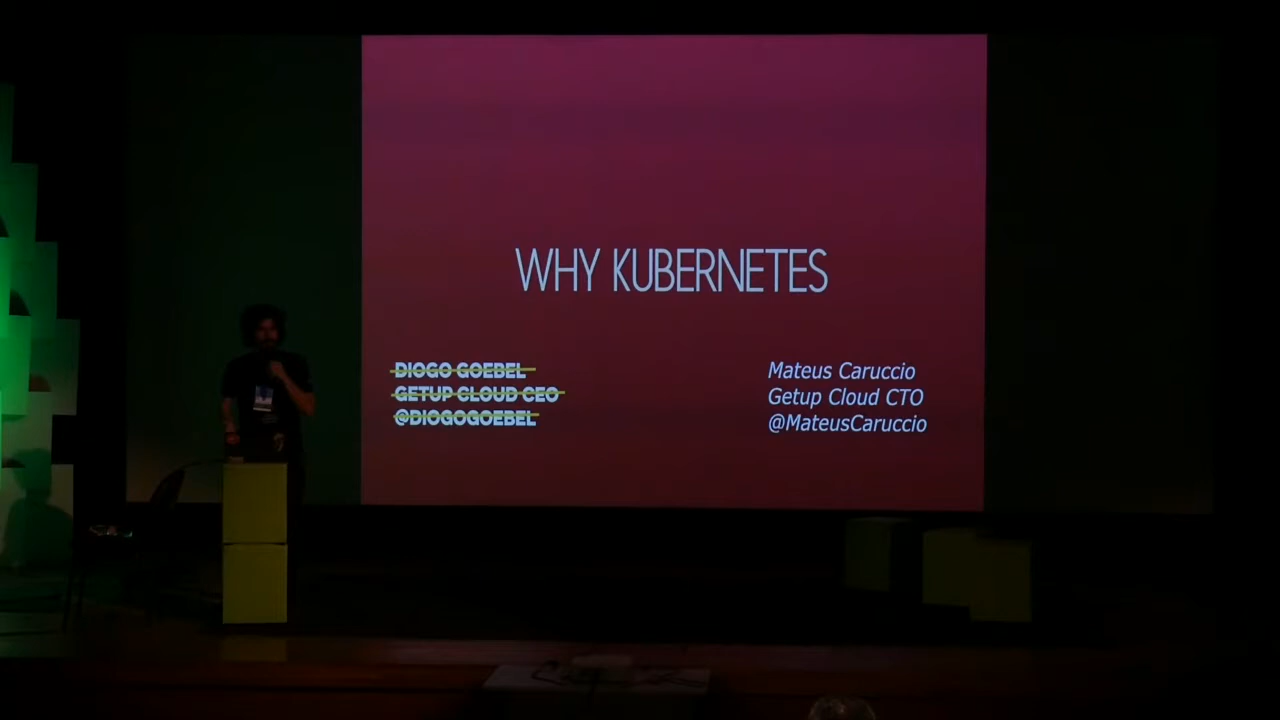 WHY KUBERNETES
DIOGO GOEBEL
GETUP CLOUD CEO
@DIOGOGOEBEL
Mateus Caruccio
Getup Cloud CTO
@MateusCaruccio